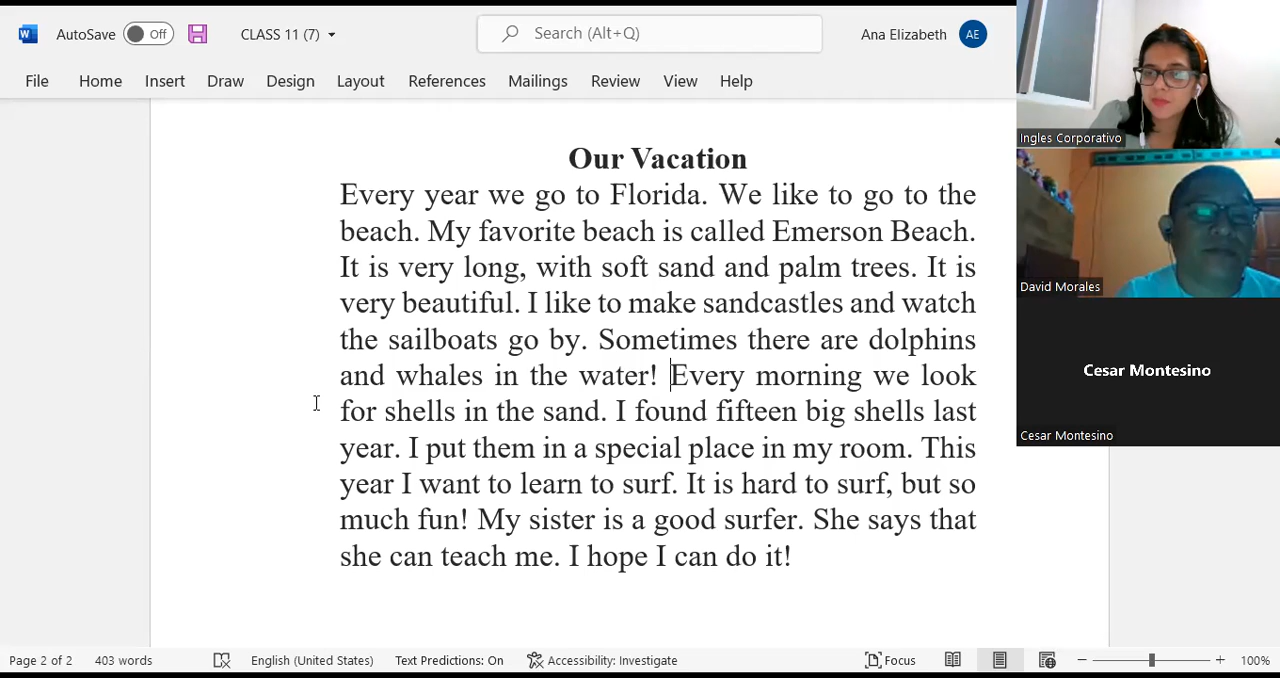 AutoSave Off CLASS 11 (7) Search (Alt+Q) Ana Elizabeth AE
File Home Insert Draw Design Layout References Mailings Review View Help
Our Vacation
Every year we go to Florida. We like to go to the
beach. My favorite beach is called Emerson Beach.
It is very long, with soft sand and palm trees. It is
very beautiful. I like to make sandcastles and watch
the sailboats go by. Sometimes there are dolphins
and whales in the water! Every morning we look
for shells in the sand. I found fifteen big shells last
year. I put them in a special place in my room. This
year I want to learn to surf. It is hard to surf, but so
much fun! My sister is a good surfer. She says that
she can teach me. I hope I can do it!
Ingles Corporativo
David Morales
Cesar Montesino
Cesar Montesino
Page 2 of 2 403 words English (United States) Text Predictions: On Accessibility: Investigate Focus 100%